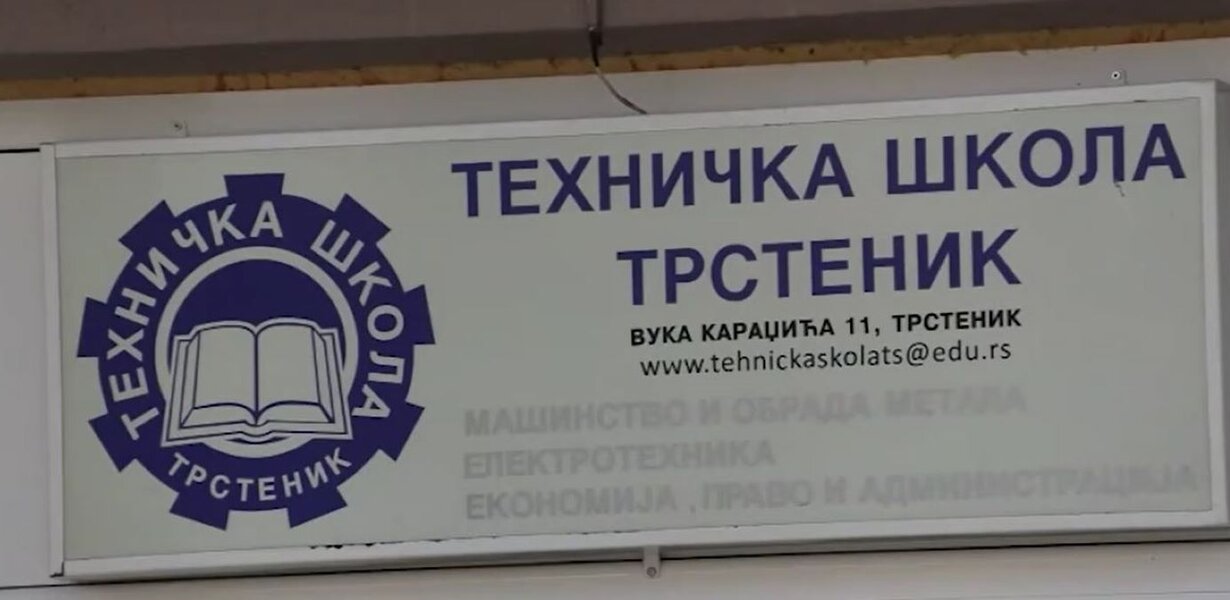 ТЕХНИЧКА ШКОЛА
ТРСТЕНИК
ТЕХНИЧКА ШКОЛА
ТРСТЕНИК
ВУКА КАРАЏИЋА 11, ТРСТЕНИК
www.tehnickaskolats@edu.rs
МАШИНСТВО И ОБРАДА МЕТАЛА
ЕЛЕКТРОТЕХНИКА
ЕКОНОМИЈА ,ПРАВО И АДМИНИСТРАЦИЈА